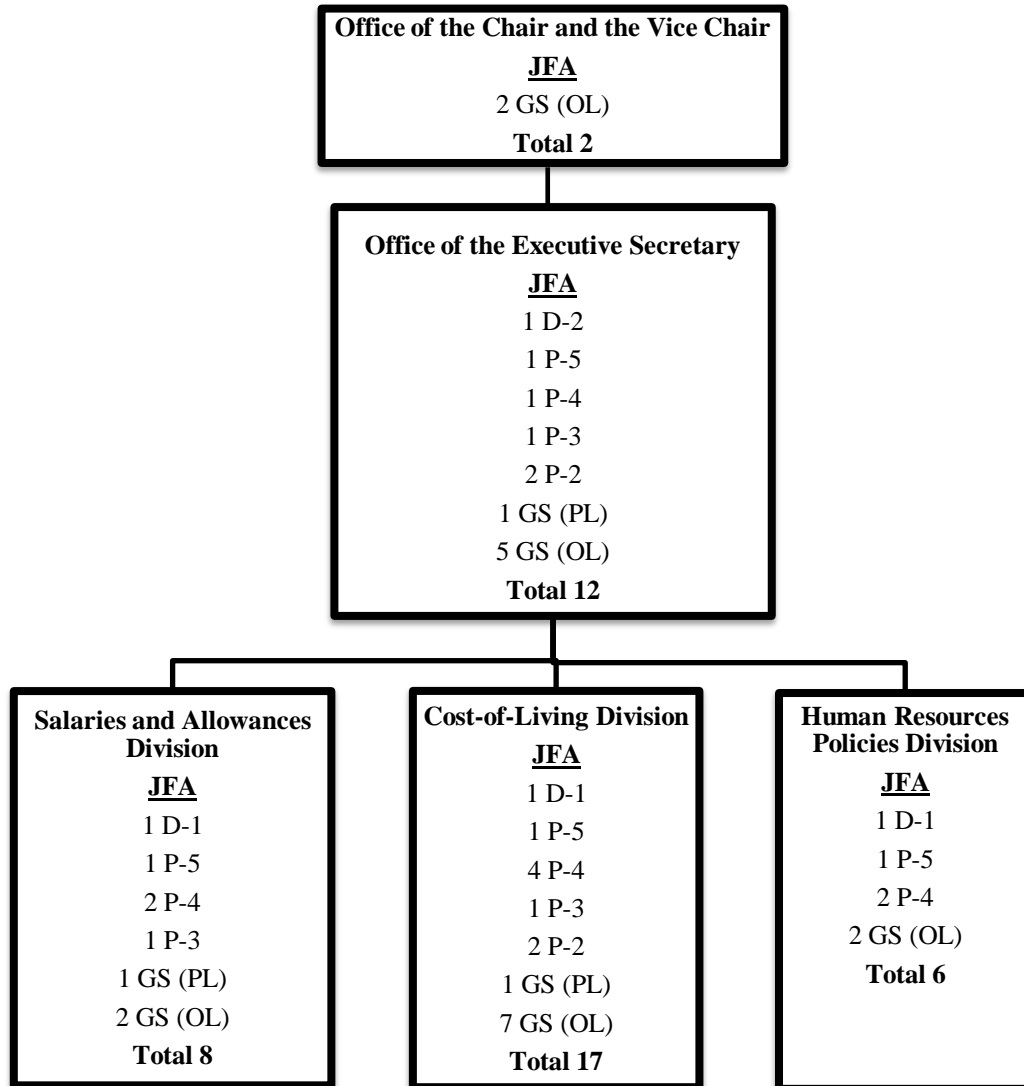 Office of the Chair and the Vice Chair
JFA
2 GS (OL)
Total 2
Office of the Executive Secretary
JFA
1 D-2
1 P-5
1 P-4
1 P-3
2 P-2
1 GS (PL)
5 GS (OL)
Total 12
Salaries and Allowances
Division
JFA
1 D-1
1 P-5
2 P-4
1 P-3
1 GS (PL)
2 GS (OL)
Total 8
Cost-of-Living Division
JFA
1 D-1
1 P-5
4 P-4
1 P-3
2 P-2
1 GS (PL)
7 GS (OL)
Total 17
Human Resources
Policies Division
JFA
1 D-1
1 P-5
2 P-4
2 GS (OL)
Total 6